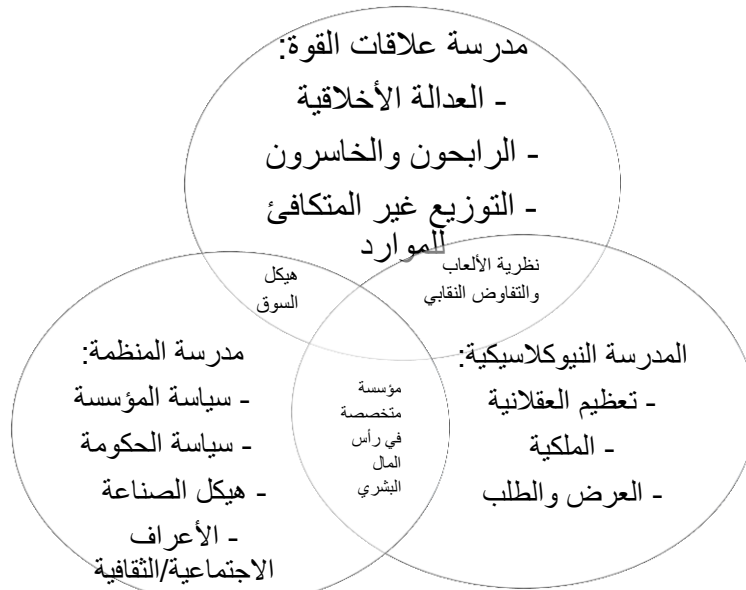 مدرسة علاقات القوة:
- العدالة الأخلاقية
- الرابحون والخاسرون
- التوزيع غير المتكافئ
للموارد
هيكل
السوق
نظرية الألعاب
والتفاوض النقابي
مدرسة المنظمة:
- سياسة المؤسسة
- سياسة الحكومة
- هيكل الصناعة
- الأعراف
الاجتماعية/الثقافية
مؤسسة
متخصصة
في رأس
المال
البشري
المدرسة النيوكلاسيكية:
- تعظيم العقلانية
- الملكية
- العرض والطلب